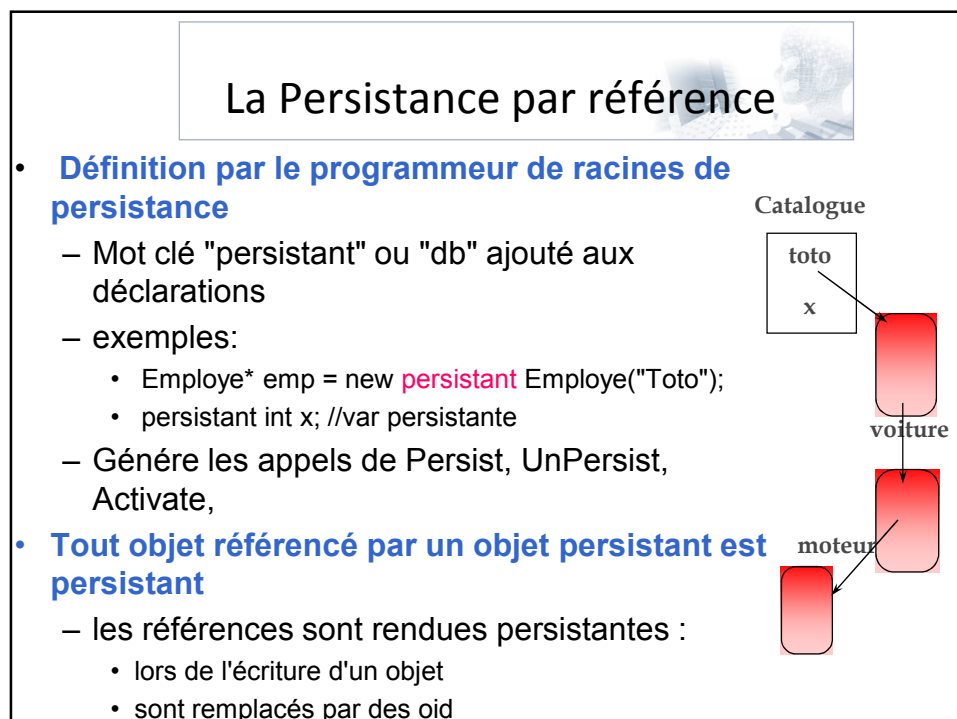 La Persistance par référence
• Définition par le programmeur de racines de
persistance
– Mot clé "persistant" ou "db" ajouté aux
déclarations
– exemples:
• Employe* emp = new persistant Employe("Toto");
• persistant int x; //var persistante
– Génére les appels de Persist, UnPersist,
Activate,
• Tout objet référencé par un objet persistant est
persistant
– les références sont rendues persistantes :
• lors de l'écriture d'un objet
• sont remplacés par des oid
Catalogue
toto
x
voiture
moteur